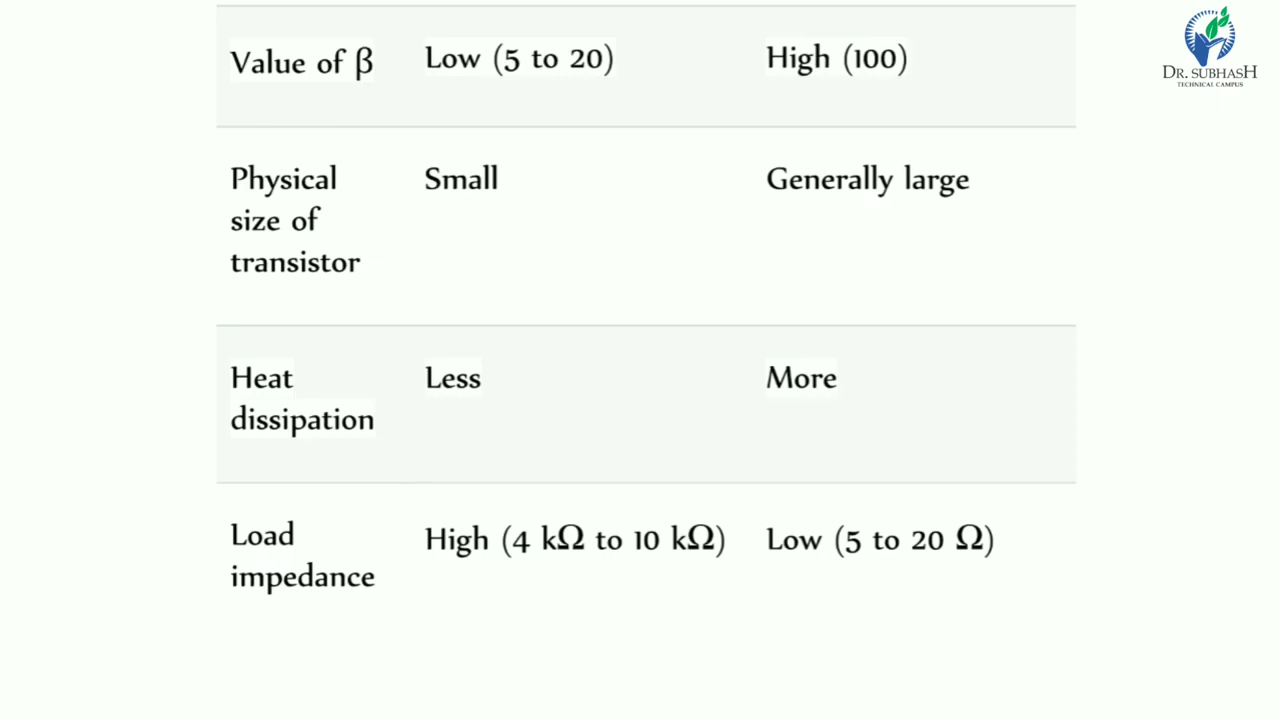 Value of β Low (5 to 20) High (100)
Physical Small Generally large
size of
transistor
Heat Less More
dissipation
Load High (4 kΩ to 10 kΩ) Low (5 to 20 Ω)
impedance
DR. SUBHASH
TECHNICAL CAMPUS